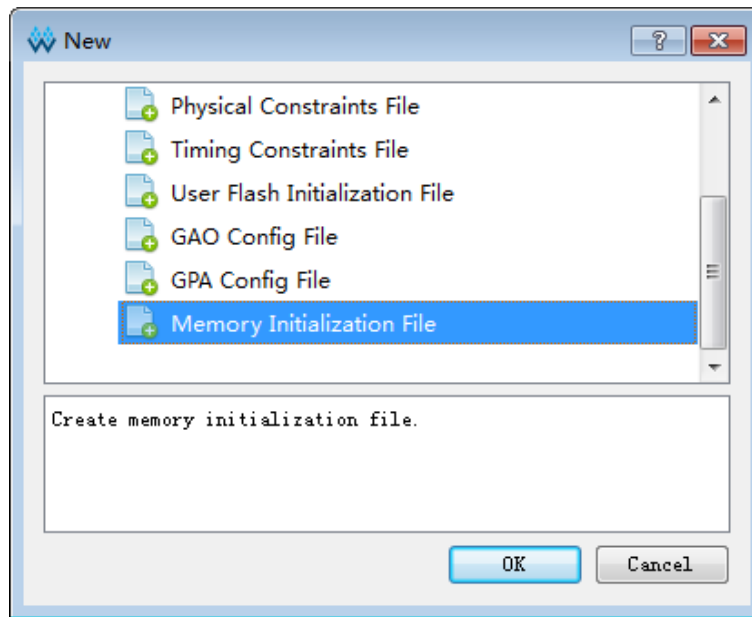 New
Physical Constraints File
Timing Constraints File
User Flash Initialization File
GAO Config File
GPA Config File
Memory Initialization File
Create memory initialization file.
OK
Cancel